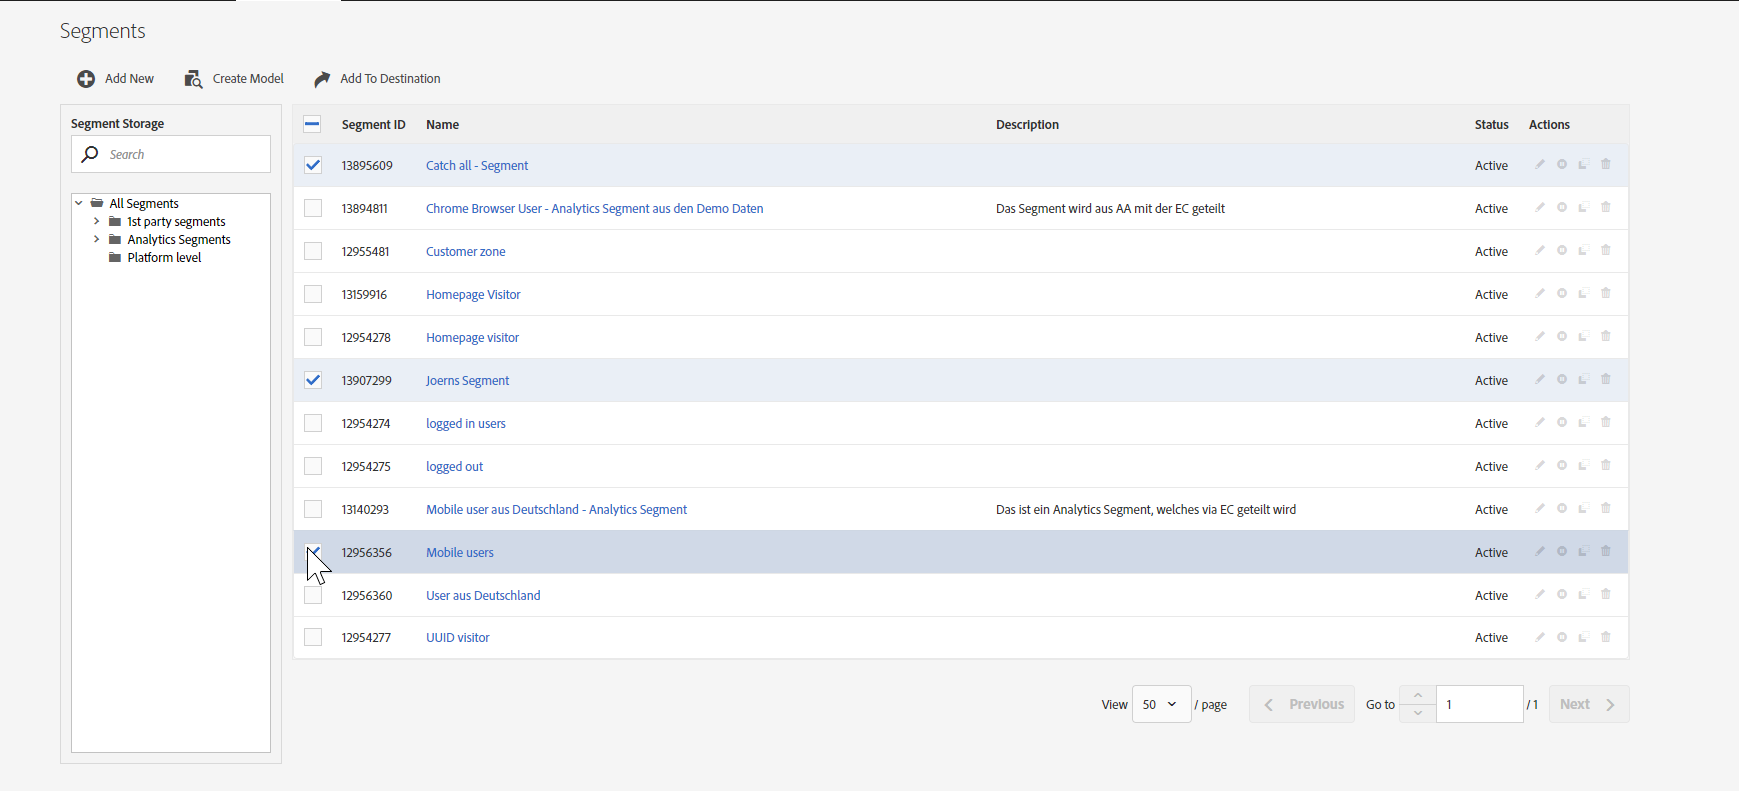 Segments
Add New Create Model Add To Destination
Segment Storage
Search
All Segments
1st party segments
Analytics Segments
Platform level
Segment ID Name Description Status Actions
13895609 Catch all - Segment Active
13894811 Chrome Browser User - Analytics Segment aus den Demo Daten Das Segment wird aus AA mit der EC geteilt Active
12955481 Customer zone Active
13159916 Homepage Visitor Active
12954278 Homepage visitor Active
13907299 Joerns Segment Active
12954274 logged in users Active
12954275 logged out Active
13140293 Mobile user aus Deutschland - Analytics Segment Das ist ein Analytics Segment, welches via EC geteilt wird Active
12956356 Mobile users Active
12956360 User aus Deutschland Active
12954277 UUID visitor Active
View 50 / page Previous Go to 1 / 1 Next